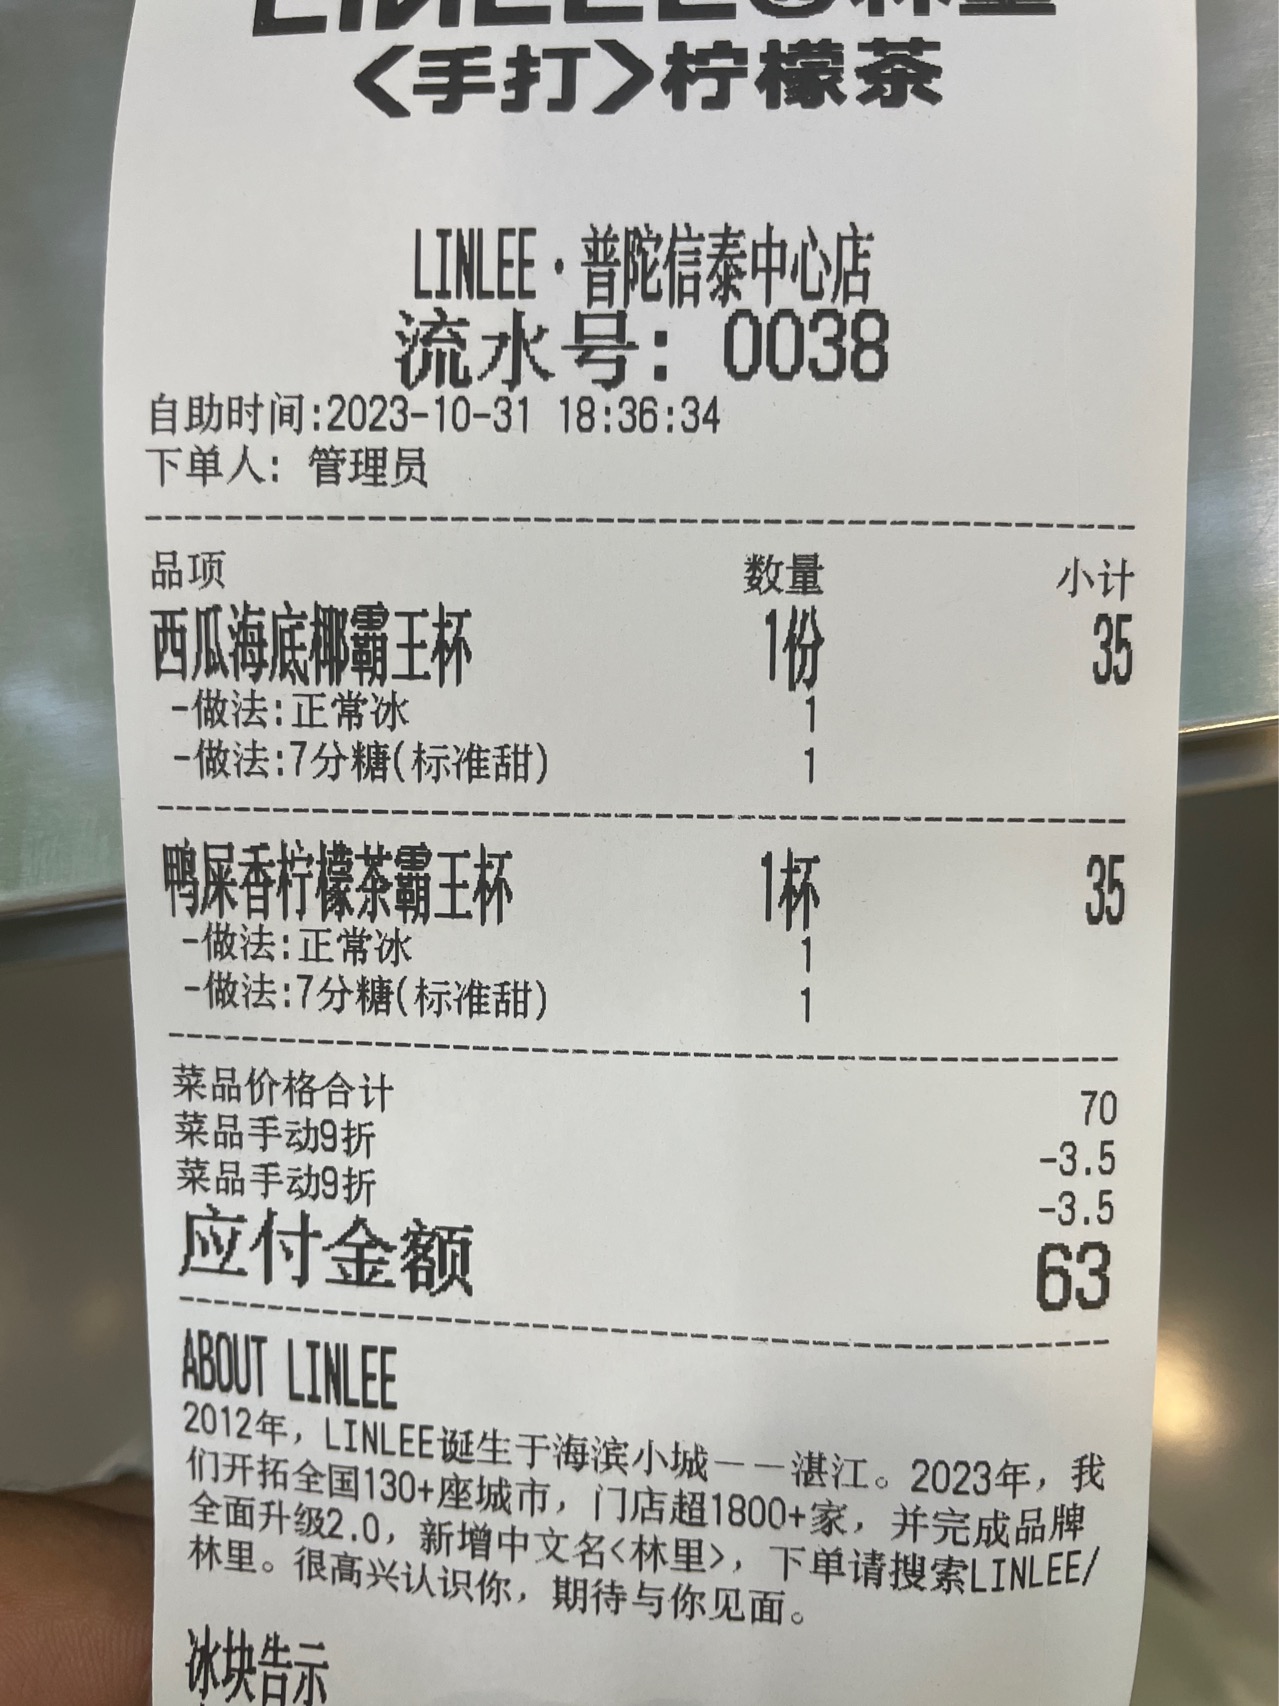 LINLEE 林里
<手打>柠檬茶
LINLEE·普陀信泰中心店
流水号: 0038
自助时间:2023-10-31 18:36:34
下单人: 管理员
品项 数量 小计
西瓜海底椰霸王杯 1份 35
-做法:正常冰 1
-做法:7分糖(标准甜) 1
鸭屎香柠檬茶霸王杯 1杯 35
-做法:正常冰 1
-做法:7分糖(标准甜) 1
菜品价格合计 70
菜品手动9折 -3.5
菜品手动9折 -3.5
应付金额 63
ABOUT LINLEE
2012年，LINLEE诞生于海滨小城——湛江。2023年，我
们开拓全国130+座城市，门店超1800+家，并完成品牌
全面升级2.0，新增中文名<林里>，下单请搜索LINLEE/
林里。很高兴认识你，期待与你见面。
冰块告示